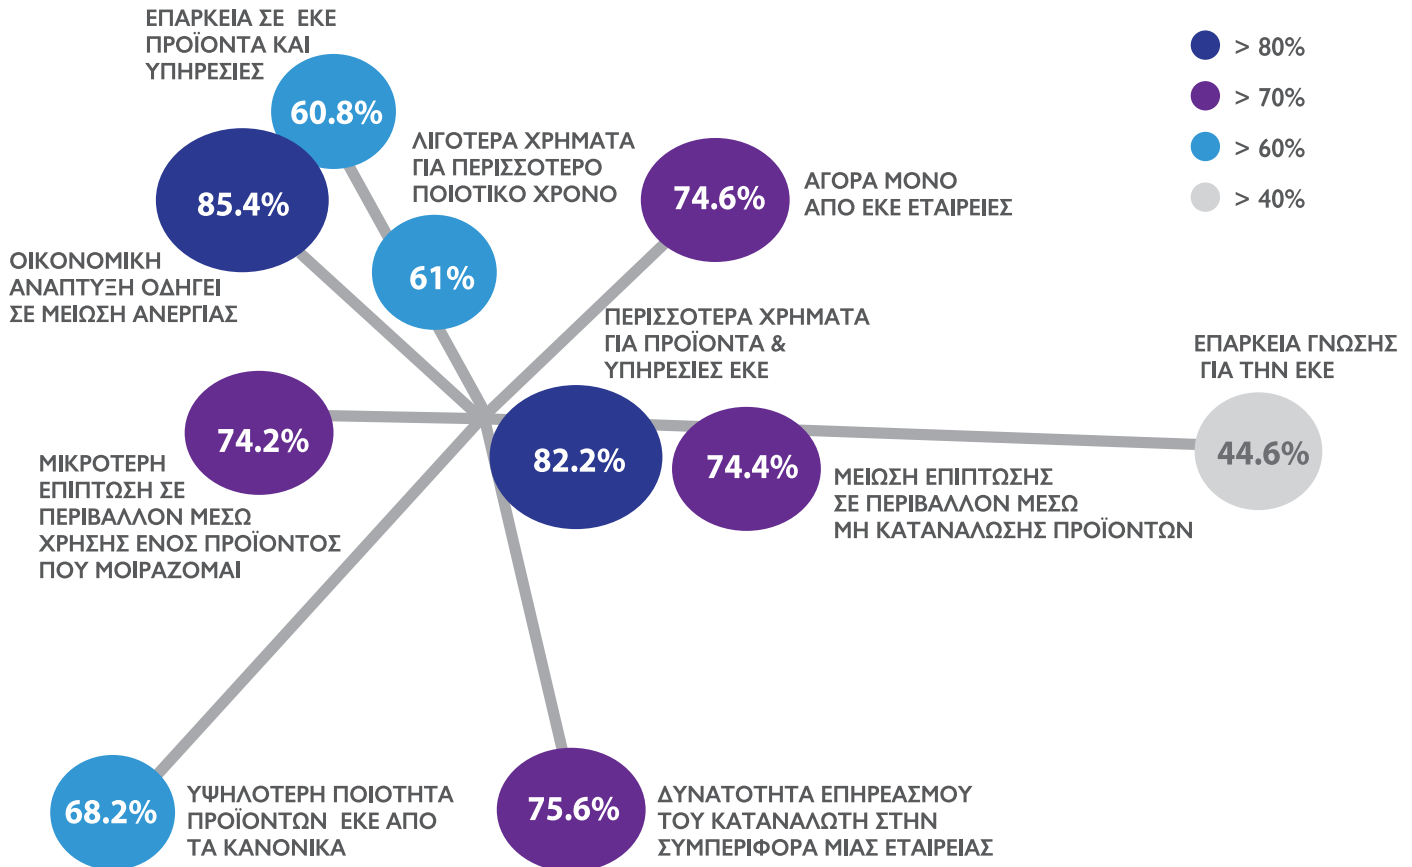 ΕΠΑΡΚΕΙΑ ΣΕ ΕΚΕ
ΠΡΟΪΟΝΤΑ ΚΑΙ
ΥΠΗΡΕΣΙΕΣ
60.8%
85.4%
ΟΙΚΟΝΟΜΙΚΗ
ΑΝΑΠΤΥΞΗ ΟΔΗΓΕΙ
ΣΕ ΜΕΙΩΣΗ ΑΝΕΡΓΙΑΣ
ΛΙΓΟΤΕΡΑ ΧΡΗΜΑΤΑ
ΓΙΑ ΠΕΡΙΣΣΟΤΕΡΟ
ΠΟΙΟΤΙΚΟ ΧΡΟΝΟ
61%
74.6%
ΑΓΟΡΑ ΜΟΝΟ
ΑΠΟ ΕΚΕ ΕΤΑΙΡΕΙΕΣ
> 80%
> 70%
> 60%
> 40%
ΠΕΡΙΣΣΟΤΕΡΑ ΧΡΗΜΑΤΑ
ΓΙΑ ΠΡΟΪΟΝΤΑ &
ΥΠΗΡΕΣΙΕΣ ΕΚΕ
82.2%
ΕΠΑΡΚΕΙΑ ΓΝΩΣΗΣ
ΓΙΑ ΤΗΝ ΕΚΕ
44.6%
74.2%
ΜΙΚΡΟΤΕΡΗ
ΕΠΙΠΤΩΣΗ ΣΕ
ΠΕΡΙΒΑΛΛΟΝ ΜΕΣΩ
ΧΡΗΣΗΣ ΕΝΟΣ ΠΡΟΪΟΝΤΟΣ
ΠΟΥ ΜΟΙΡΑΖΟΜΑΙ
74.4%
ΜΕΙΩΣΗ ΕΠΙΠΤΩΣΗΣ
ΣΕ ΠΕΡΙΒΑΛΛΟΝ ΜΕΣΩ
ΜΗ ΚΑΤΑΝΑΛΩΣΗΣ ΠΡΟΪΟΝΤΩΝ
68.2%
ΥΨΗΛΟΤΕΡΗ ΠΟΙΟΤΗΤΑ
ΠΡΟΪΟΝΤΩΝ ΕΚΕ ΑΠΟ
ΤΑ ΚΑΝΟΝΙΚΑ
75.6%
ΔΥΝΑΤΟΤΗΤΑ ΕΠΗΡΕΑΣΜΟΥ
ΤΟΥ ΚΑΤΑΝΑΛΩΤΗ ΣΤΗΝ
ΣΥΜΠΕΡΙΦΟΡΑ ΜΙΑΣ ΕΤΑΙΡΕΙΑΣ